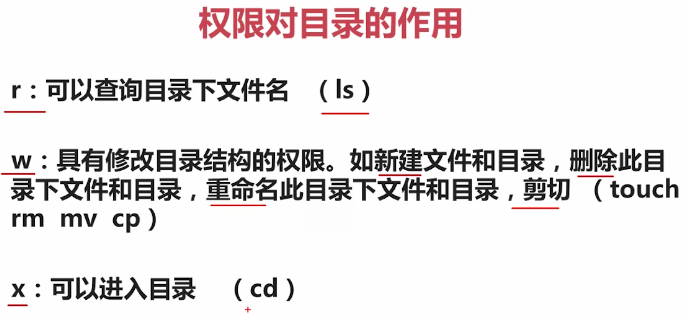 权限对目录的作用
r：可以查询目录下文件名 （ls）
w：具有修改目录结构的权限。如新建文件和目录，删除此目
录下文件和目录，重命名此目录下文件和目录，剪切 （touch
rm mv cp）
x：可以进入目录 （cd）